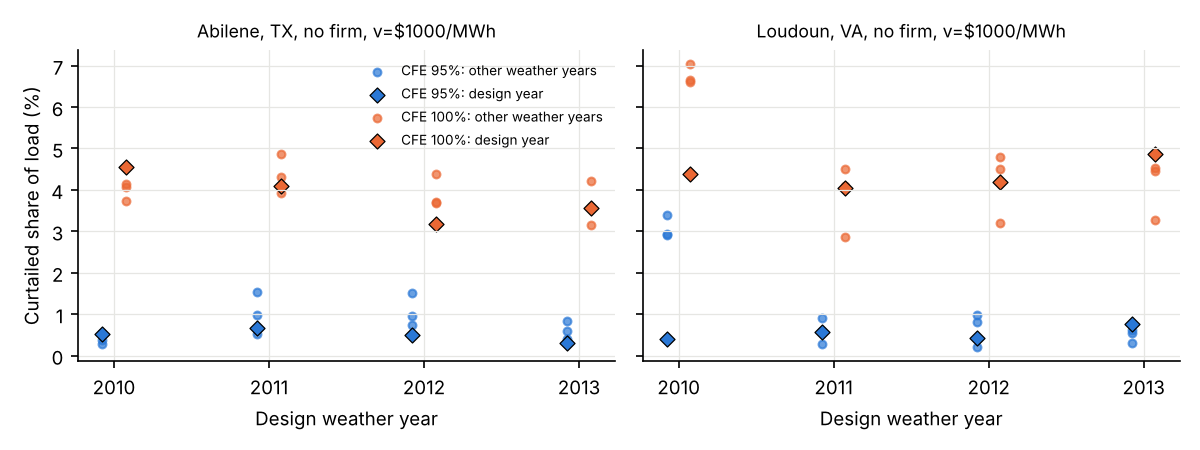 Abilene, TX, no firm, v=$1000/MWh
Loudoun, VA, no firm, v=$1000/MWh
Curtailed share of load (%)
7
6
5
4
3
2
1
0
CFE 95%: other weather years
CFE 95%: design year
CFE 100%: other weather years
CFE 100%: design year
2010
2011
2012
2013
2010
2011
2012
2013
Design weather year
Design weather year